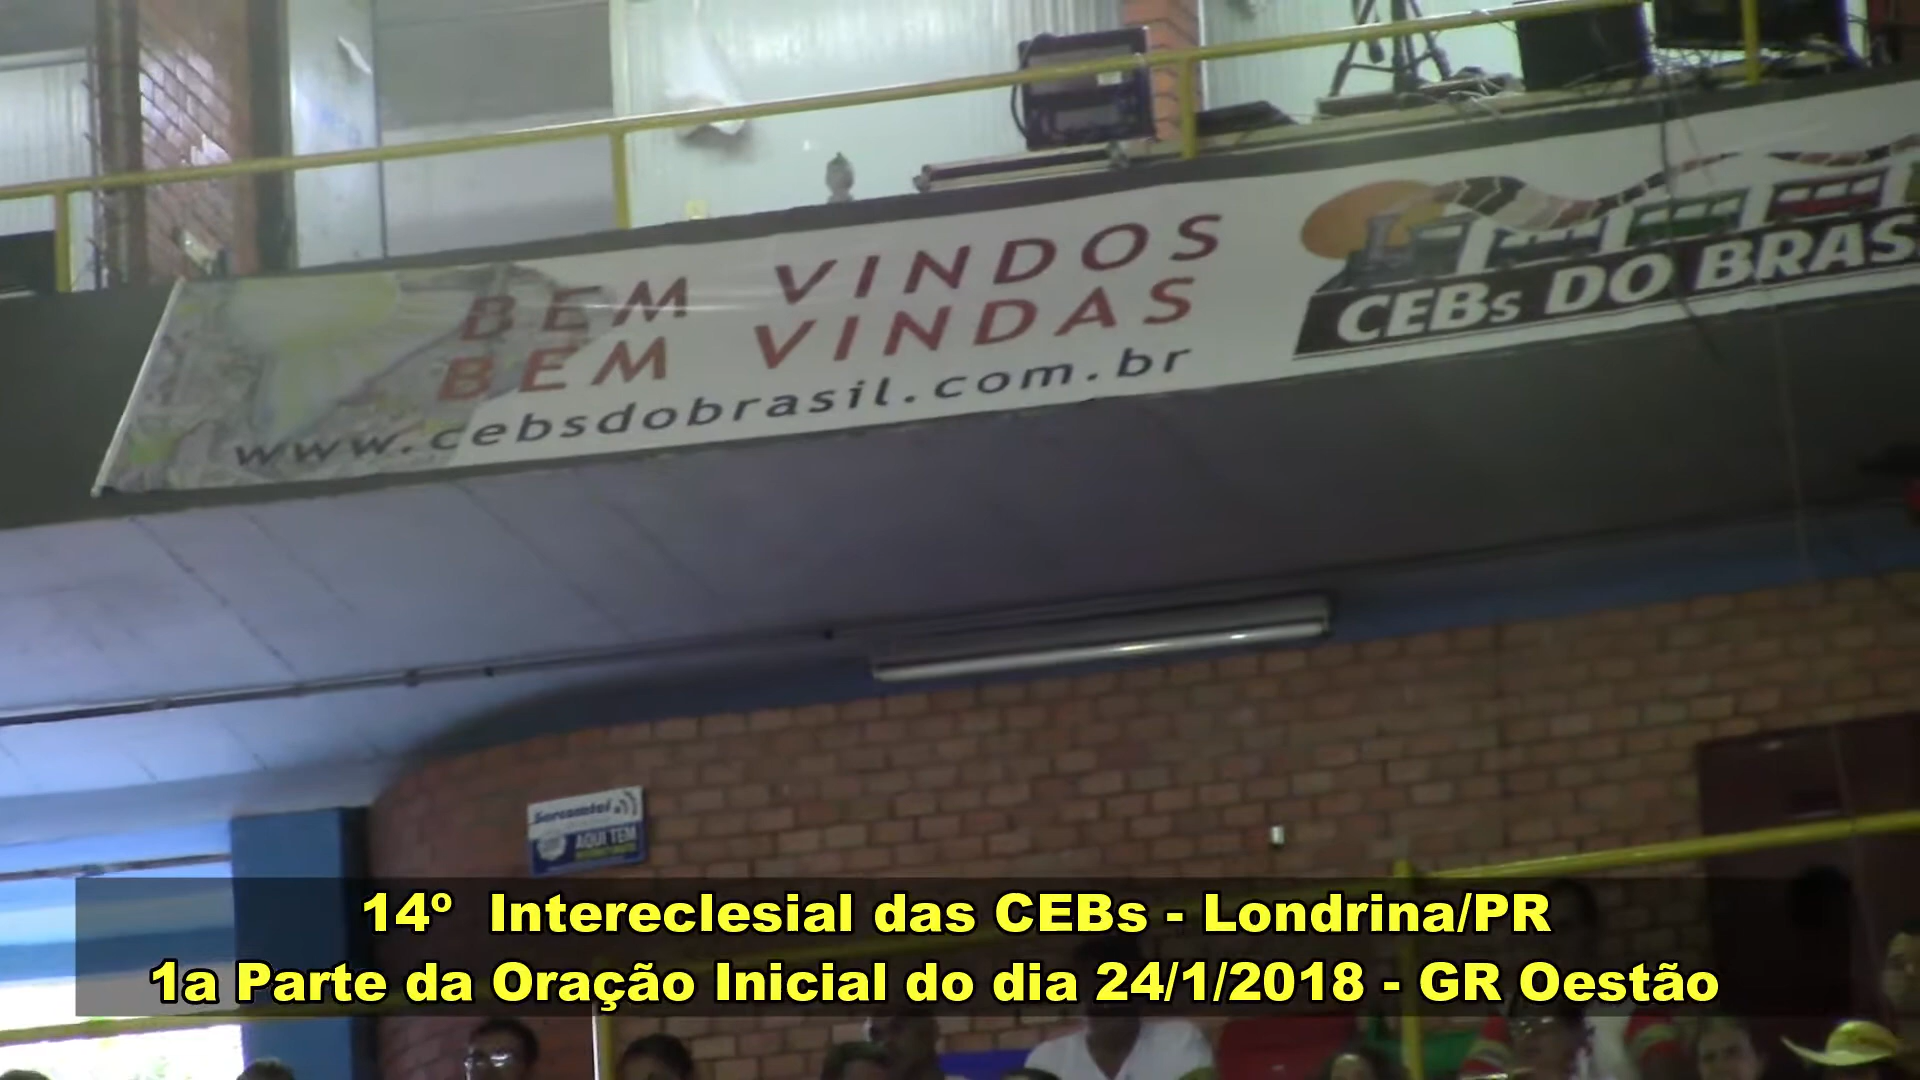 BEM VINDOS
BEM VINDAS
www.cebsdobrasil.com.br
CEBs DO BRAS
Sercomtel
AQUI TEM
14º Intereclesial das CEBs - Londrina/PR
1a Parte da Oração Inicial do dia 24/1/2018 - GR Oestão